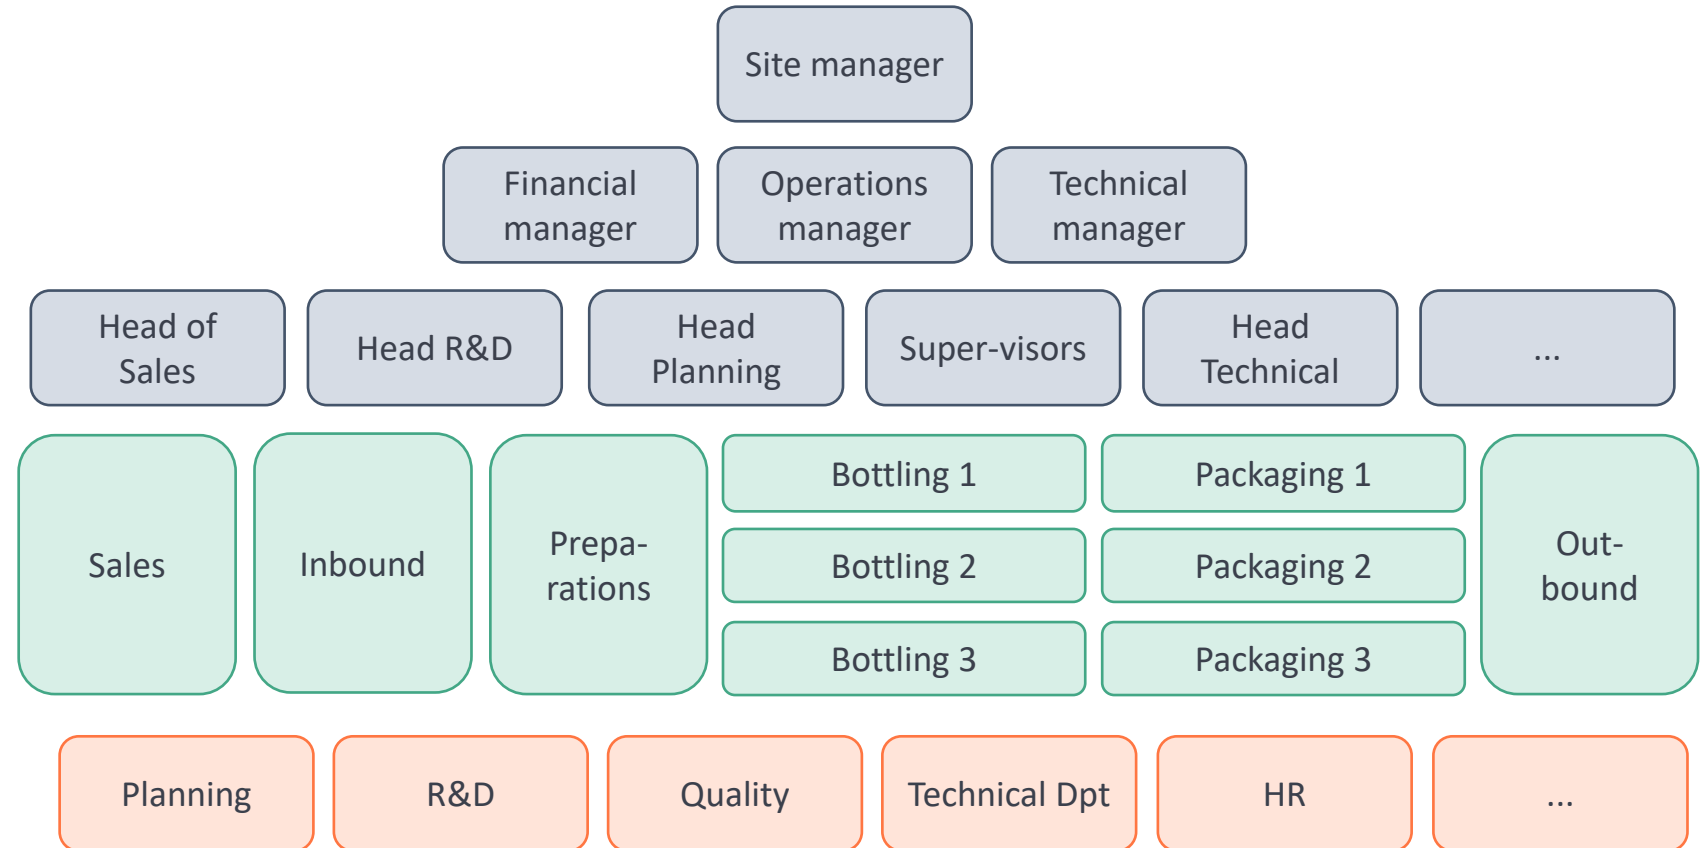 Site manager
Financial
manager
Operations
manager
Technical
manager
Head of
Sales
Head R&D
Head
Planning
Super-visors
Head
Technical
...
Sales
Inbound
Prepa-
rations
Bottling 1
Bottling 2
Bottling 3
Packaging 1
Packaging 2
Packaging 3
Out-
bound
Planning
R&D
Quality
Technical Dpt
HR
...